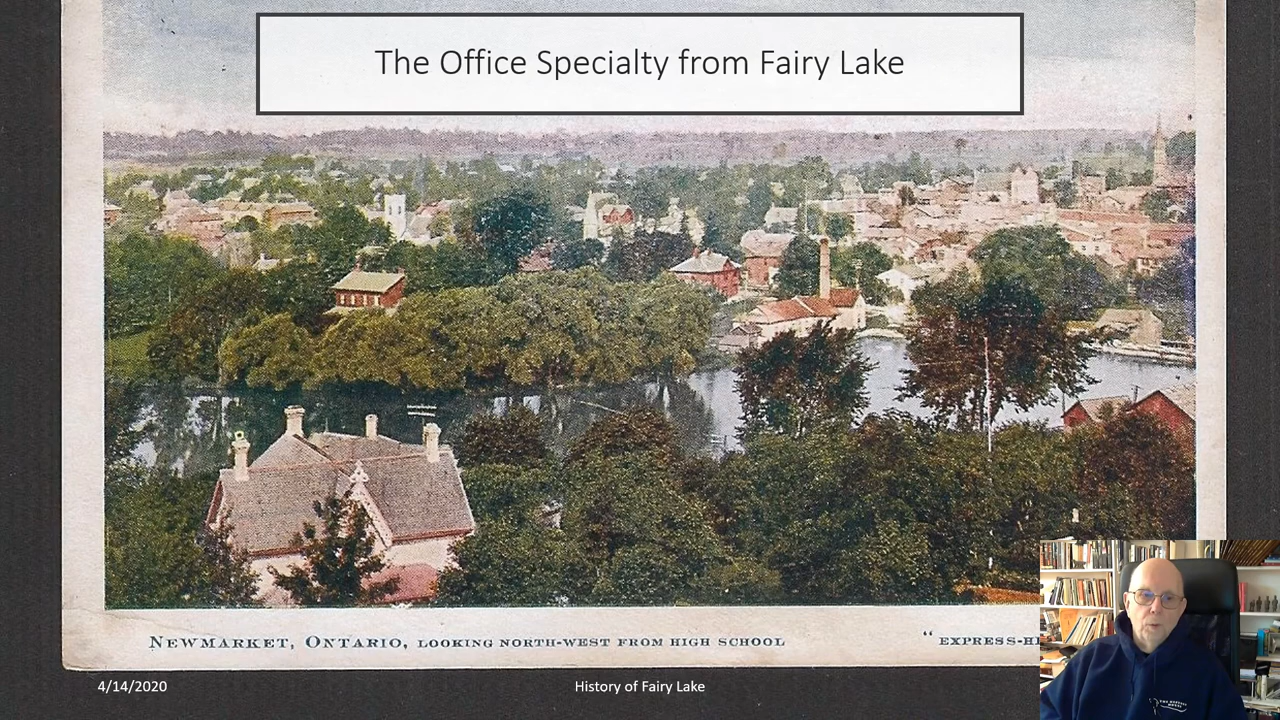 The Office Specialty from Fairy Lake
NEWMARKET, ONTARIO, LOOKING NORTH-WEST FROM HIGH SCHOOL
"EXPRESS-H
4/14/2020
History of Fairy Lake